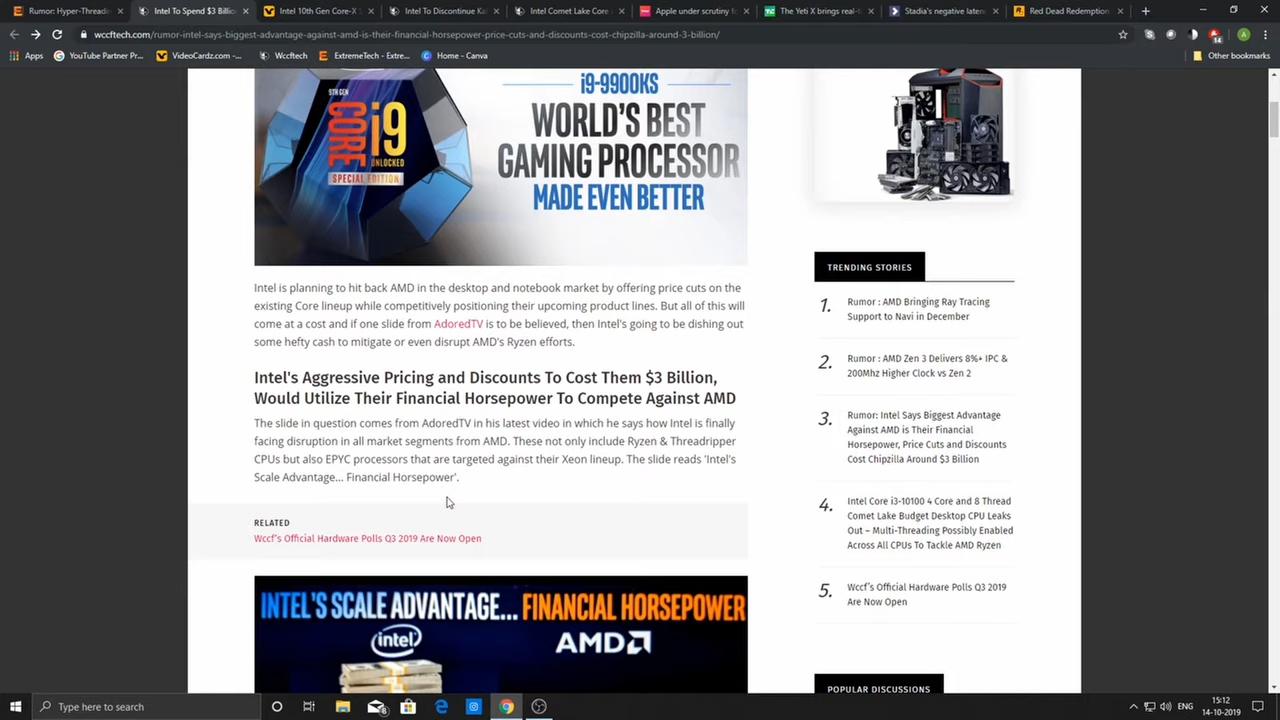 Rumor: Hyper-Threading
Intel To Spend $3 Billio
Intel 10th Gen Core-X S
Intel To Discontinue Ka
Intel Comet Lake Core
Apple under scrutiny fo
The Yeti X brings real-t
Stadia's negative laten
Red Dead Redemption
wccftech.com/rumor-intel-says-biggest-advantage-against-amd-is-their-financial-horsepower-price-cuts-and-discounts-cost-chipzilla-around-3-billion/
14
A
Apps
YouTube Partner Pr...
VideoCardz.com -...
Wccftech
ExtremeTech - Extre...
Home - Canva
Other bookmarks
i9-9900KS
WORLD'S BEST
GAMING PROCESSOR
MADE EVEN BETTER
9TH GEN
CORE i9
UNLOCKED
SPECIAL EDITION
Intel is planning to hit back AMD in the desktop and notebook market by offering price cuts on the
existing Core lineup while competitively positioning their upcoming product lines. But all of this will
come at a cost and if one slide from AdoredTV is to be believed, then Intel's going to be dishing out
some hefty cash to mitigate or even disrupt AMD's Ryzen efforts.
Intel's Aggressive Pricing and Discounts To Cost Them $3 Billion,
Would Utilize Their Financial Horsepower To Compete Against AMD
The slide in question comes from AdoredTV in his latest video in which he says how Intel is finally
facing disruption in all market segments from AMD. These not only include Ryzen & Threadripper
CPUs but also EPYC processors that are targeted against their Xeon lineup. The slide reads 'Intel's
Scale Advantage... Financial Horsepower'.
RELATED
Wccf's Official Hardware Polls Q3 2019 Are Now Open
INTEL'S SCALE ADVANTAGE... FINANCIAL HORSEPOWER
intel
AMD
TRENDING STORIES
1.
Rumor : AMD Bringing Ray Tracing
Support to Navi in December
2.
Rumor : AMD Zen 3 Delivers 8%+ IPC &
200Mhz Higher Clock vs Zen 2
3.
Rumor: Intel Says Biggest Advantage
Against AMD is Their Financial
Horsepower, Price Cuts and Discounts
Cost Chipzilla Around $3 Billion
4.
Intel Core i3-10100 4 Core and 8 Thread
Comet Lake Budget Desktop CPU Leaks
Out – Multi-Threading Possibly Enabled
Across All CPUs To Tackle AMD Ryzen
5.
Wccf's Official Hardware Polls Q3 2019
Are Now Open
POPULAR DISCUSSIONS
Type here to search
ENG
15:12
14-10-2019